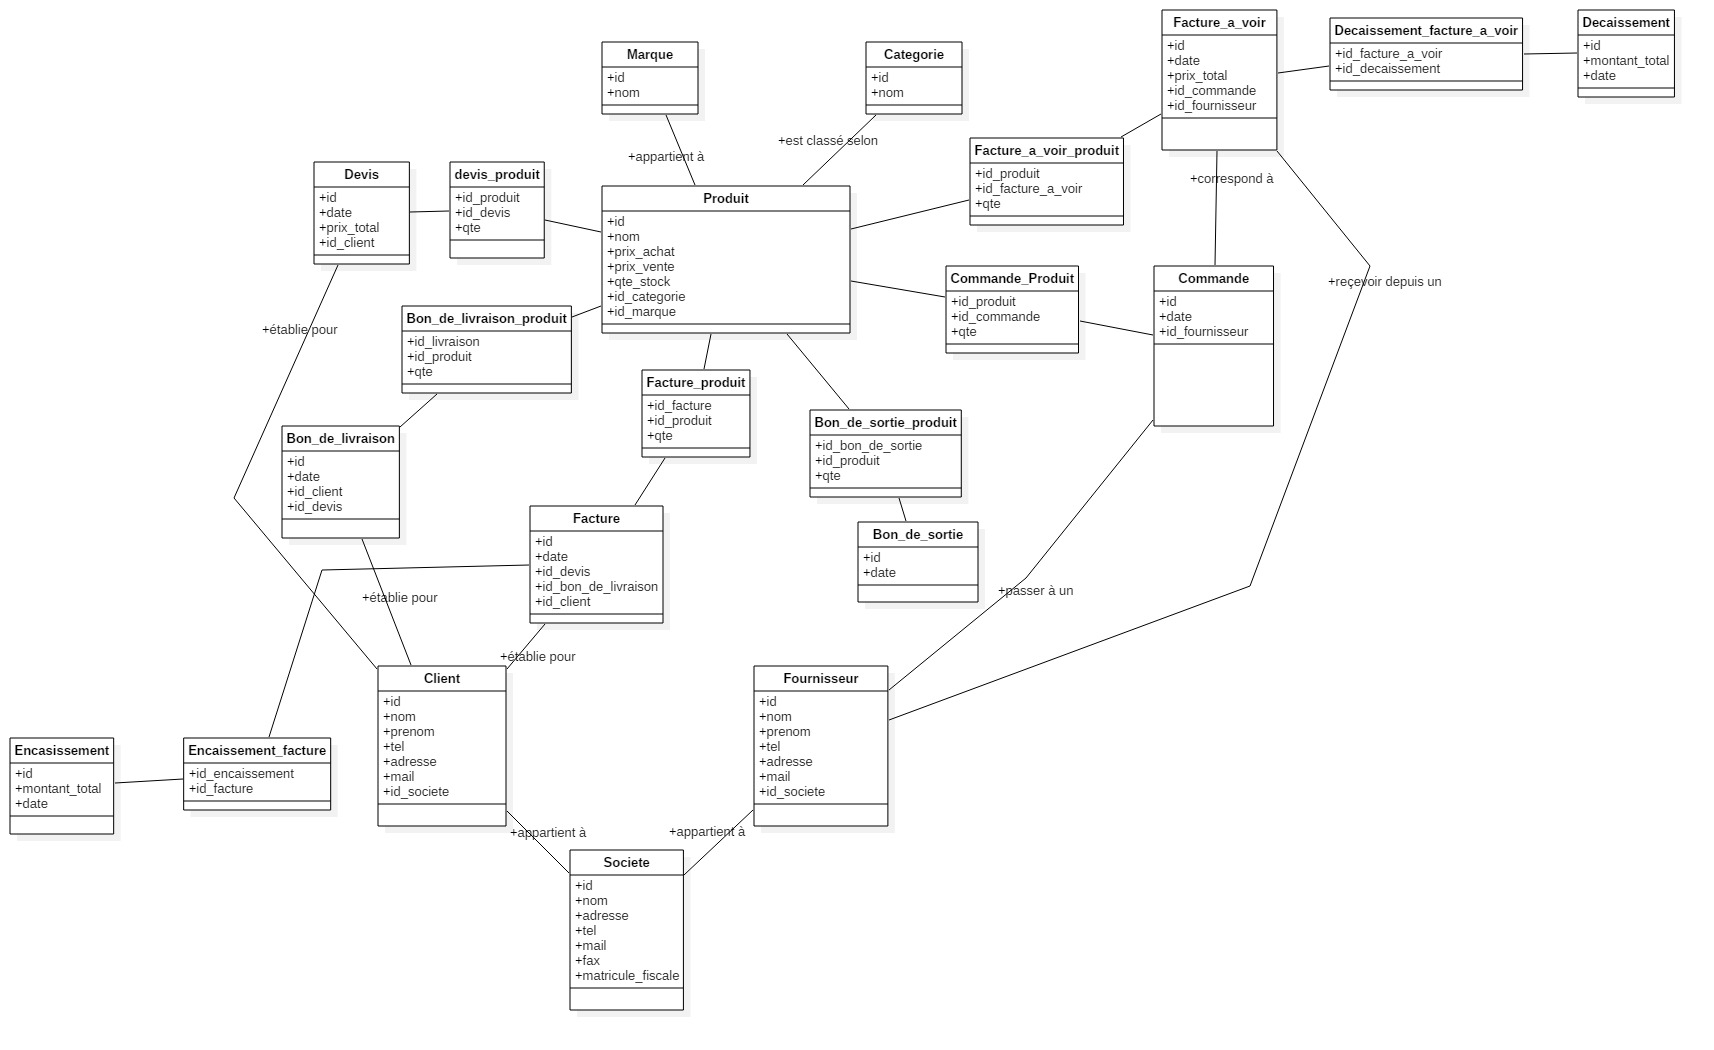 Facture_a_voir
+id
+date
+prix_total
+id_commande
+id_fournisseur
Decaissement_facture_a_voir
+id_facture_a_voir
+id_decaissement
Decaissement
+id
+montant_total
+date
Marque
+id
+nom
Categorie
+id
+nom
+appartient à
+est classé selon
Facture_a_voir_produit
+id_produit
+id_facture_a_voir
+qte
+correspond à
Devis
+id
+date
+prix_total
+id_client
devis_produit
+id_produit
+id_devis
+qte
Produit
+id
+nom
+prix_achat
+prix_vente
+qte_stock
+id_categorie
+id_marque
Commande_Produit
+id_produit
+id_commande
+qte
Commande
+id
+date
+id_fournisseur
+reçevoir depuis un
+établie pour
Bon_de_livraison_produit
+id_livraison
+id_produit
+qte
Facture_produit
+id_facture
+id_produit
+qte
Bon_de_sortie_produit
+id_bon_de_sortie
+id_produit
+qte
Bon_de_livraison
+id
+date
+id_client
+id_devis
Facture
+id
+date
+id_devis
+id_bon_de_livraison
+id_client
Bon_de_sortie
+id
+date
+établie pour
+passer à un
+établie pour
Client
+id
+nom
+prenom
+tel
+adresse
+mail
+id_societe
Fournisseur
+id
+nom
+prenom
+tel
+adresse
+mail
+id_societe
Encasissement
+id
+montant_total
+date
Encaissement_facture
+id_encaissement
+id_facture
+appartient à
+appartient à
Societe
+id
+nom
+adresse
+tel
+mail
+fax
+matricule_fiscale